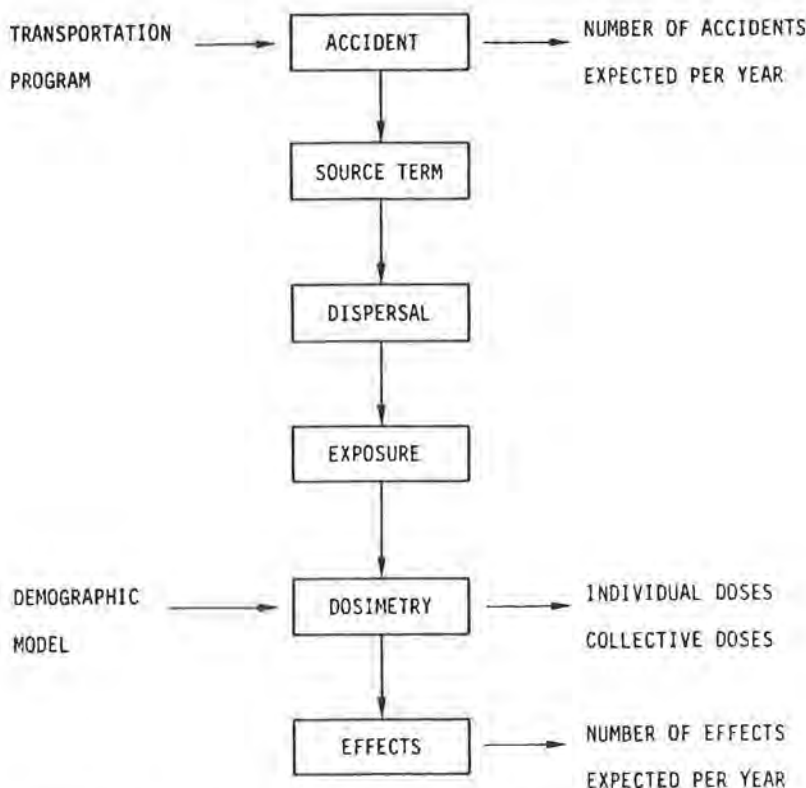 TRANSPORTATION
PROGRAM
ACCIDENT
NUMBER OF ACCIDENTS
EXPECTED PER YEAR
SOURCE TERM
DISPERSAL
EXPOSURE
DEMOGRAPHIC
MODEL
DOSIMETRY
INDIVIDUAL DOSES
COLLECTIVE DOSES
EFFECTS
NUMBER OF EFFECTS
EXPECTED PER YEAR